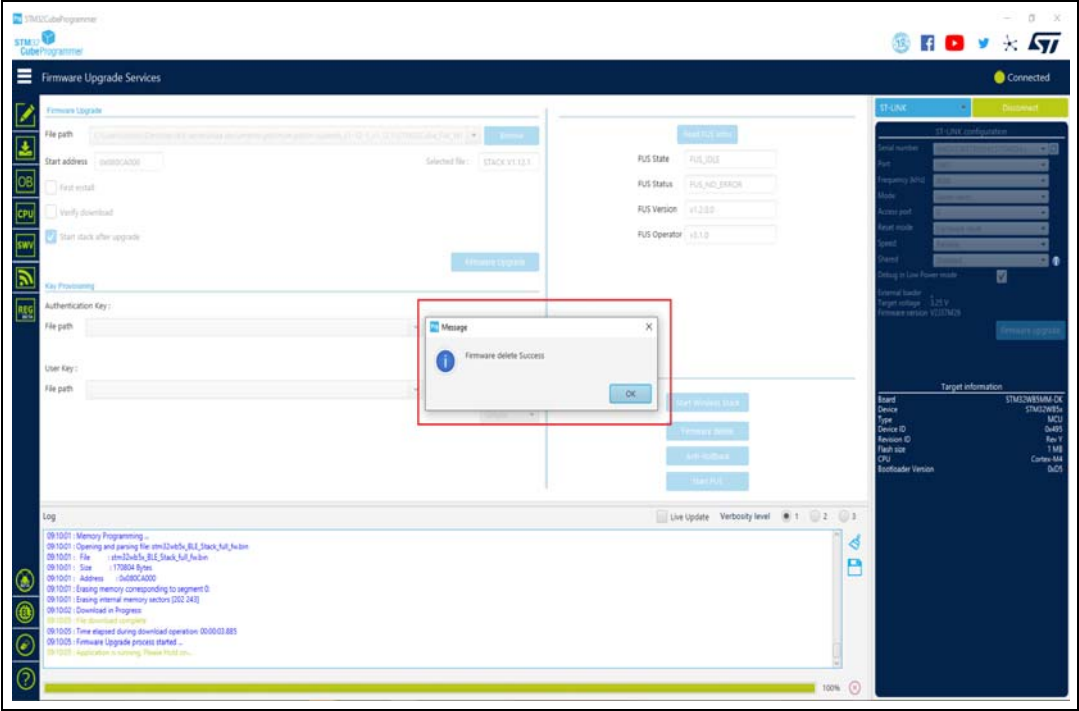 STM32CubeProgrammer
STM32
CubeProgrammer
Firmware Upgrade Services
Connected
Firmware Upgrade
File path
Browse
Start address 0x080CA000
Selected file : STACK V1.12.1
First install
Verify download
Start stack after upgrade
Firmware Upgrade
Key Provisioning
Authentication Key :
File path
User Key :
File path
Simple
Read FUS infos
FUS State FUS_IDLE
FUS Status FUS_NO_ERROR
FUS Version v1.2.0.0
FUS Operator v3.1.0
Start Wireless Stack
Firmware delete
Anti-Rollback
Start FUS
Message
Firmware delete Success
OK
ST-LINK
Disconnect
ST-LINK configuration
Serial number
Port
Frequency (kHz)
Mode
Access port
Reset mode
Speed
Shared
Debug in Low Power mode
External loader
Target voltage 3.25 V
Firmware version V2J37M26
Firmware upgrade
Target information
Board STM32WB5MM-DK
Device STM32WB5x
Type MCU
Device ID 0x495
Revision ID Rev Y
Flash size 1 MB
CPU Cortex-M4
Bootloader Version 0xD5
Log
Live Update Verbosity level 1 2 3
09:10:01 : Memory Programming ...
09:10:01 : Opening and parsing file: stm32wb5x_BLE_Stack_full_fw.bin
09:10:01 : File : stm32wb5x_BLE_Stack_full_fw.bin
09:10:01 : Size : 170804 Bytes
09:10:01 : Address : 0x080CA000
09:10:01 : Erasing memory corresponding to segment 0:
09:10:01 : Erasing internal memory sectors [202 243]
09:10:02 : Download in Progress:
09:10:05 : File download complete
09:10:05 : Time elapsed during download operation: 00:00:03.885
09:10:05 : Firmware Upgrade process started ...
09:10:05 : Application is running, Please Hold on...
100%